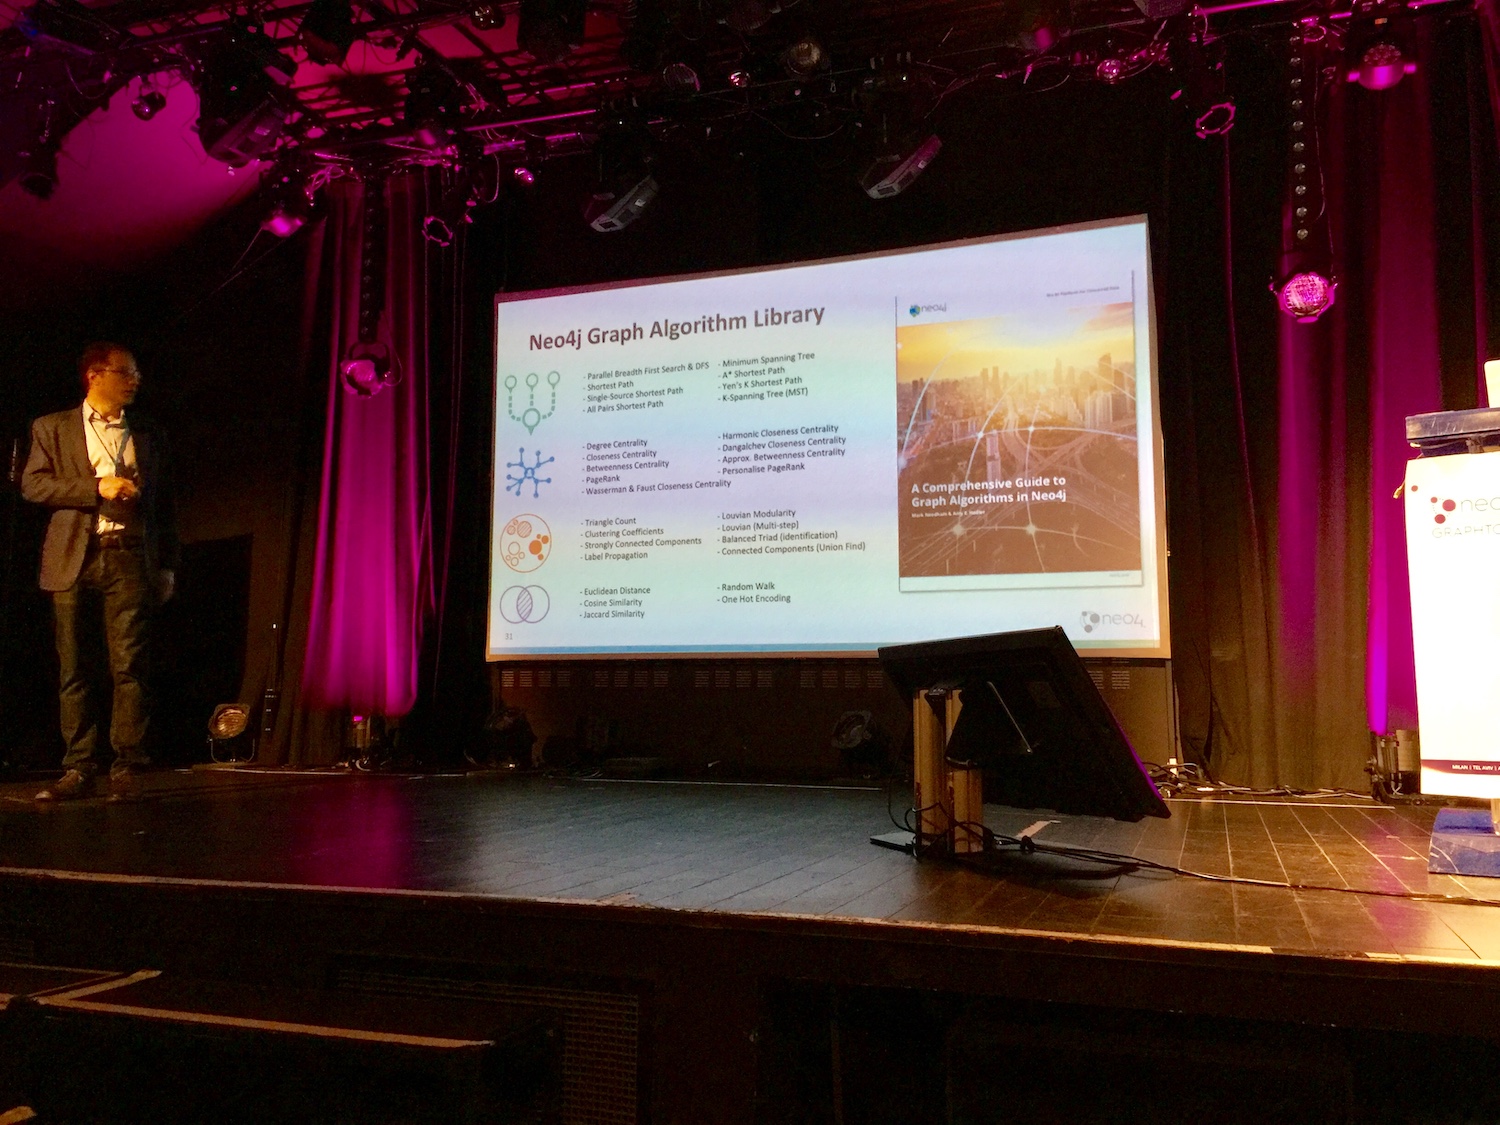 Neo4j Graph Algorithm Library
- Parallel Breadth First Search & DFS
- Shortest Path
- Single-Source Shortest Path
- All Pairs Shortest Path
- Minimum Spanning Tree
- A* Shortest Path
- Yen's K Shortest Path
- K-Spanning Tree (MST)
- Degree Centrality
- Closeness Centrality
- Betweenness Centrality
- PageRank
- Wasserman & Faust Closeness Centrality
- Harmonic Closeness Centrality
- Dangalchev Closeness Centrality
- Approx. Betweenness Centrality
- Personalise PageRank
- Triangle Count
- Clustering Coefficients
- Strongly Connected Components
- Label Propagation
- Louvian Modularity
- Louvian (Multi-step)
- Balanced Triad (identification)
- Connected Components (Union Find)
- Euclidean Distance
- Cosine Similarity
- Jaccard Similarity
- Random Walk
- One Hot Encoding
31
neo4j
A Comprehensive Guide to
Graph Algorithms in Neo4j
Mark Needham & Amy E. Hodler
neo4j
neo
GRAPHTO
MILAN | TEL AVIV |